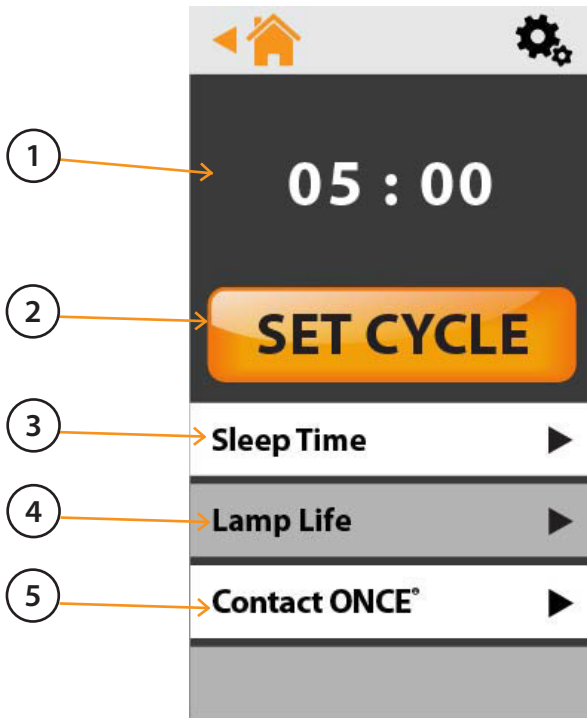 1
05 : 00
2
SET CYCLE
3
Sleep Time
4
Lamp Life
5
Contact ONCE®